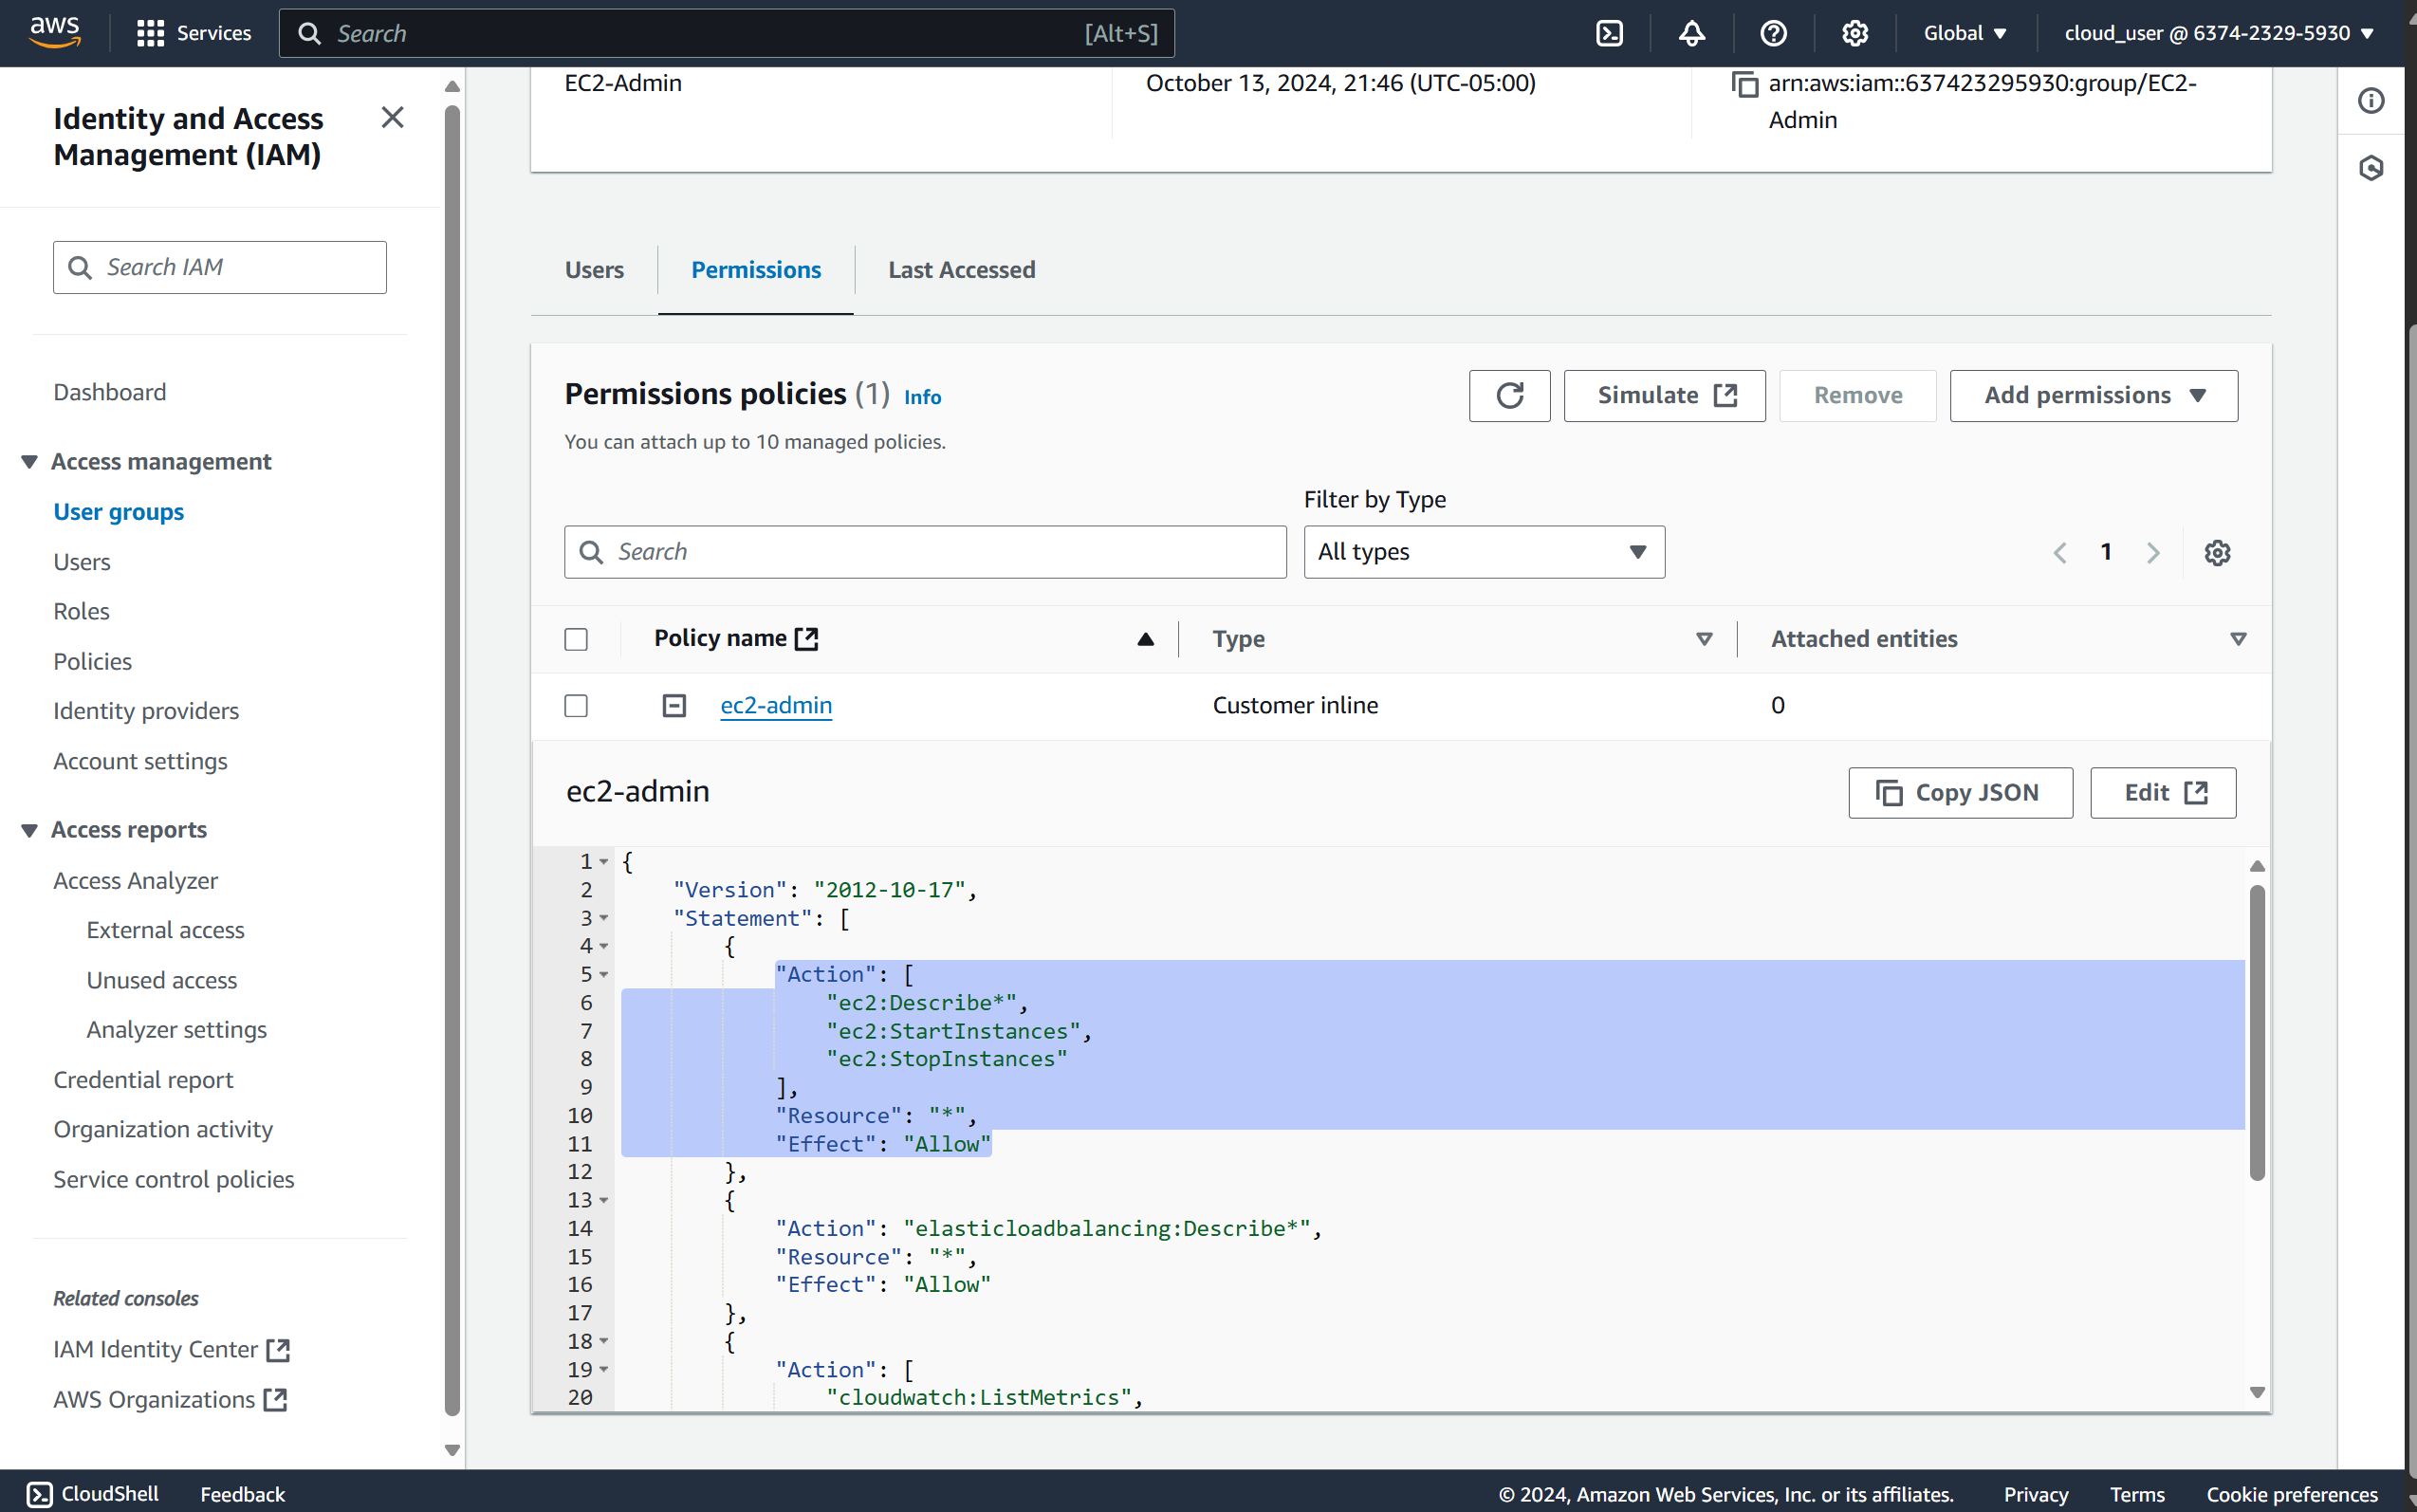 aws
Services
Search
[Alt+S]
Global
cloud_user @ 6374-2329-5930
Identity and Access
Management (IAM)
Search IAM
Dashboard
Access management
User groups
Users
Roles
Policies
Identity providers
Account settings
Access reports
Access Analyzer
External access
Unused access
Analyzer settings
Credential report
Organization activity
Service control policies
Related consoles
IAM Identity Center
AWS Organizations
EC2-Admin
October 13, 2024, 21:46 (UTC-05:00)
arn:aws:iam::637423295930:group/EC2-
Admin
Users
Permissions
Last Accessed
Permissions policies (1) Info
You can attach up to 10 managed policies.
Simulate
Remove
Add permissions
Filter by Type
Search
All types
1
Policy name
Type
Attached entities
ec2-admin
Customer inline
0
ec2-admin
Copy JSON
Edit
1 {
2 "Version": "2012-10-17",
3 "Statement": [
4 {
5 "Action": [
6 "ec2:Describe*",
7 "ec2:StartInstances",
8 "ec2:StopInstances"
9 ],
10 "Resource": "*",
11 "Effect": "Allow"
12 },
13 {
14 "Action": "elasticloadbalancing:Describe*",
15 "Resource": "*",
16 "Effect": "Allow"
17 },
18 {
19 "Action": [
20 "cloudwatch:ListMetrics",
CloudShell
Feedback
© 2024, Amazon Web Services, Inc. or its affiliates.
Privacy
Terms
Cookie preferences